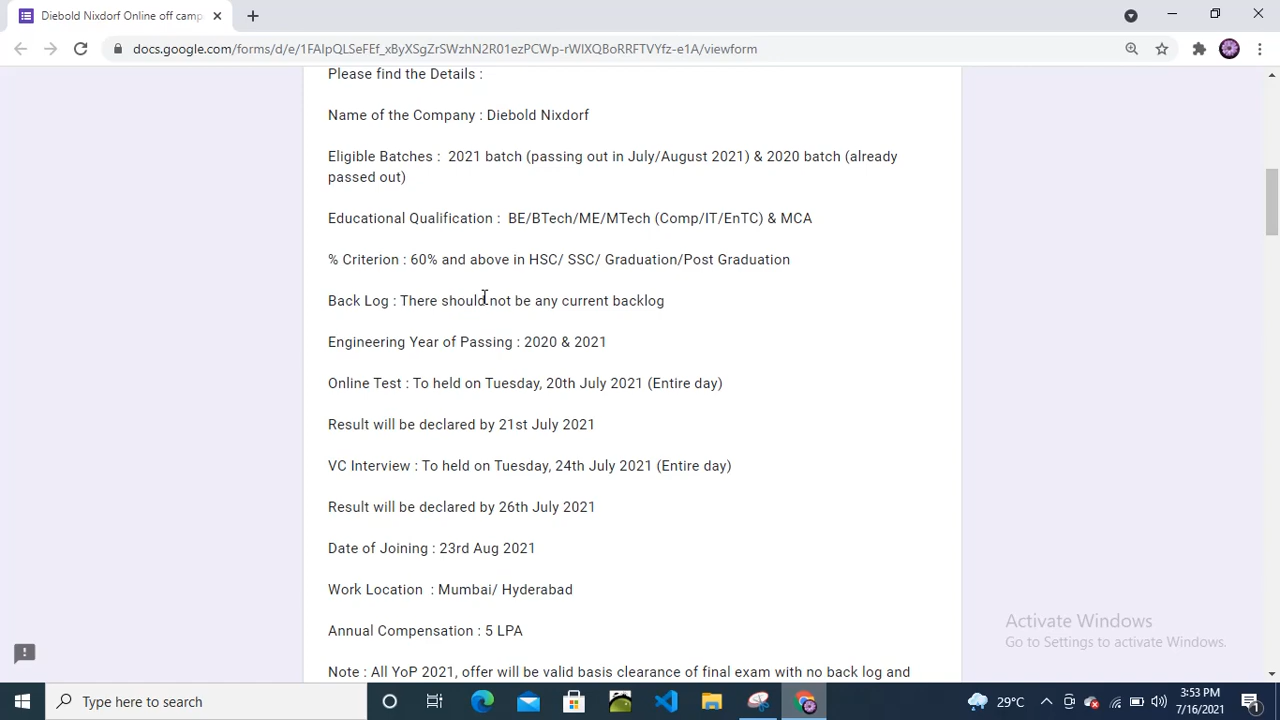 Diebold Nixdorf Online off camp
docs.google.com/forms/d/e/1FAIpQLSeFEf_xByXSgZrSWzhN2R01ezPCWp-rWIXQBoRRFTVYfz-e1A/viewform
Please find the Details :
Name of the Company : Diebold Nixdorf
Eligible Batches :  2021 batch (passing out in July/August 2021) & 2020 batch (already
passed out)
Educational Qualification :  BE/BTech/ME/MTech (Comp/IT/EnTC) & MCA
% Criterion : 60% and above in HSC/ SSC/ Graduation/Post Graduation
Back Log : There should not be any current backlog
Engineering Year of Passing : 2020 & 2021
Online Test : To held on Tuesday, 20th July 2021 (Entire day)
Result will be declared by 21st July 2021
VC Interview : To held on Tuesday, 24th July 2021 (Entire day)
Result will be declared by 26th July 2021
Date of Joining : 23rd Aug 2021
Work Location  : Mumbai/ Hyderabad
Annual Compensation : 5 LPA
Note : All YoP 2021, offer will be valid basis clearance of final exam with no back log and
Activate Windows
Go to Settings to activate Windows.
Type here to search
29°C
3:53 PM
7/16/2021
1